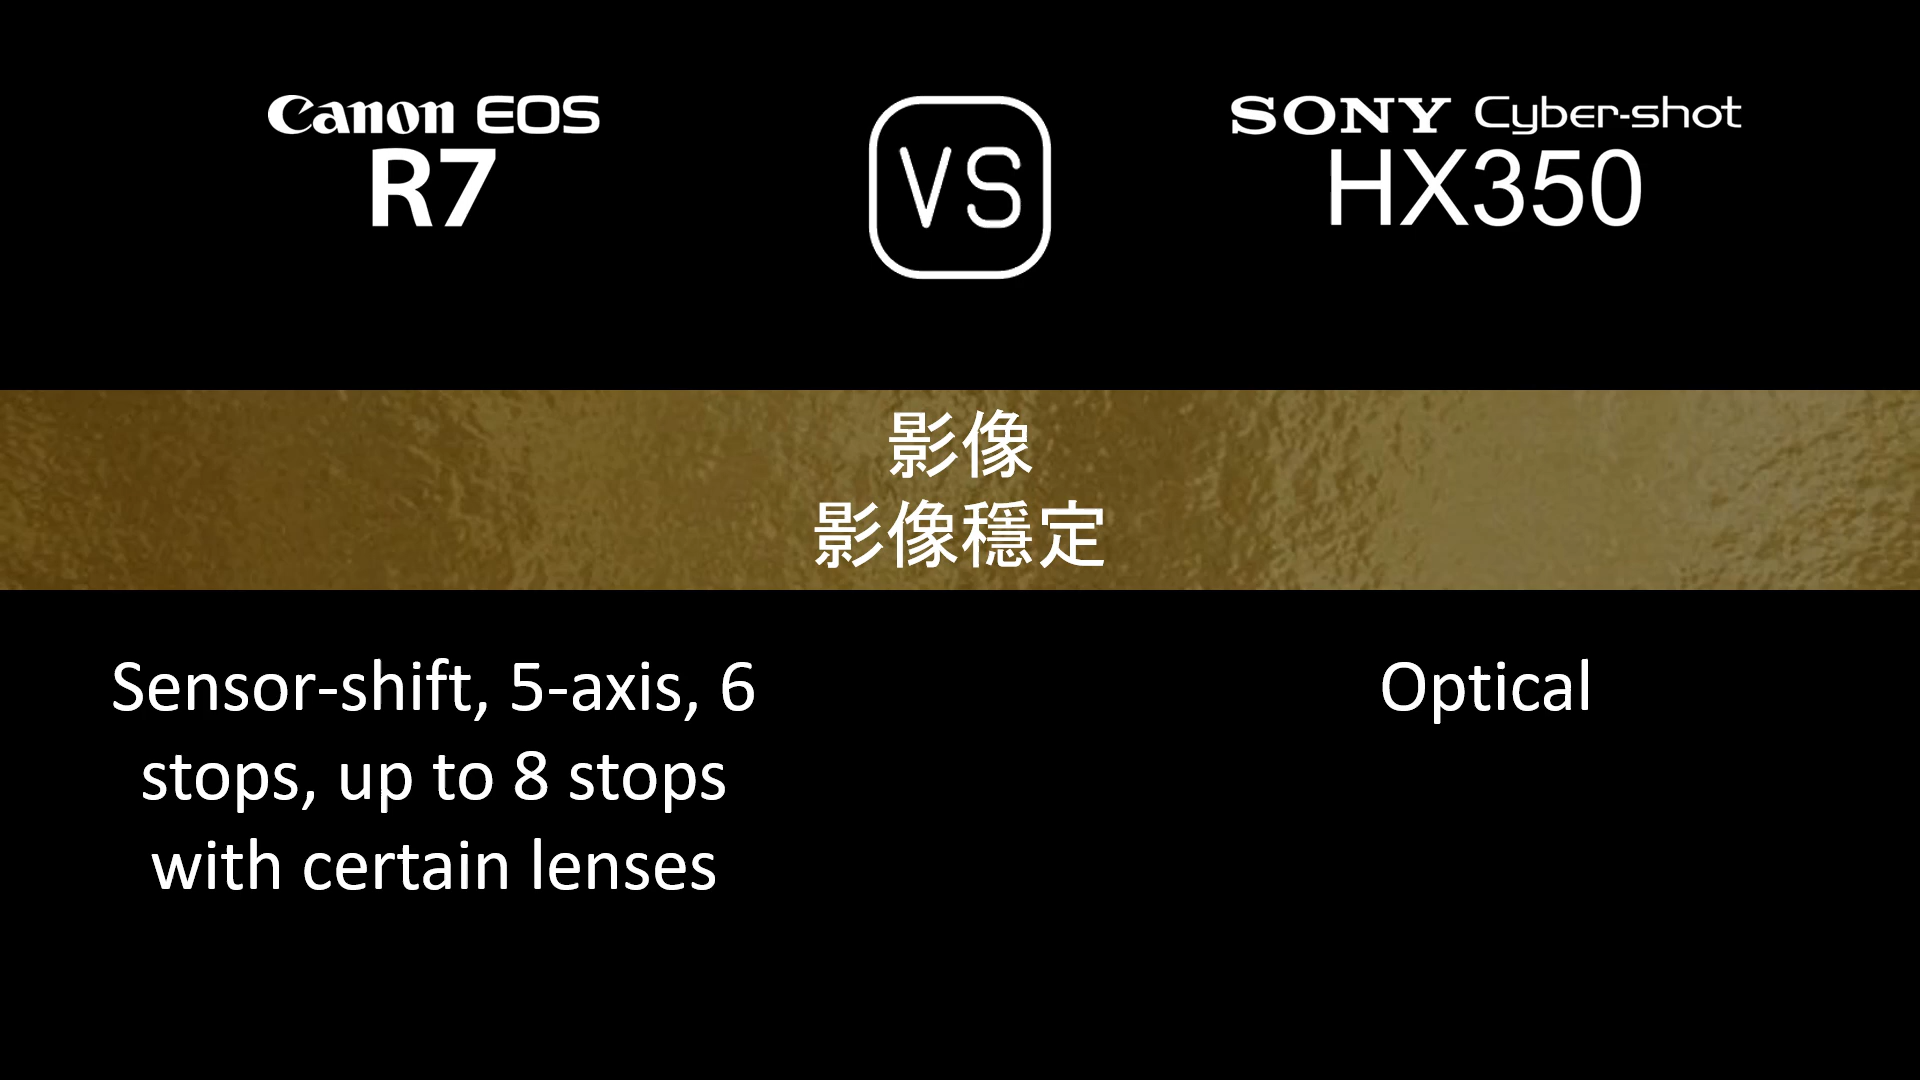 Canon EOS
R7
VS
SONY Cyber-shot
HX350
影像
影像穩定
Sensor-shift, 5-axis, 6
stops, up to 8 stops
with certain lenses
Optical